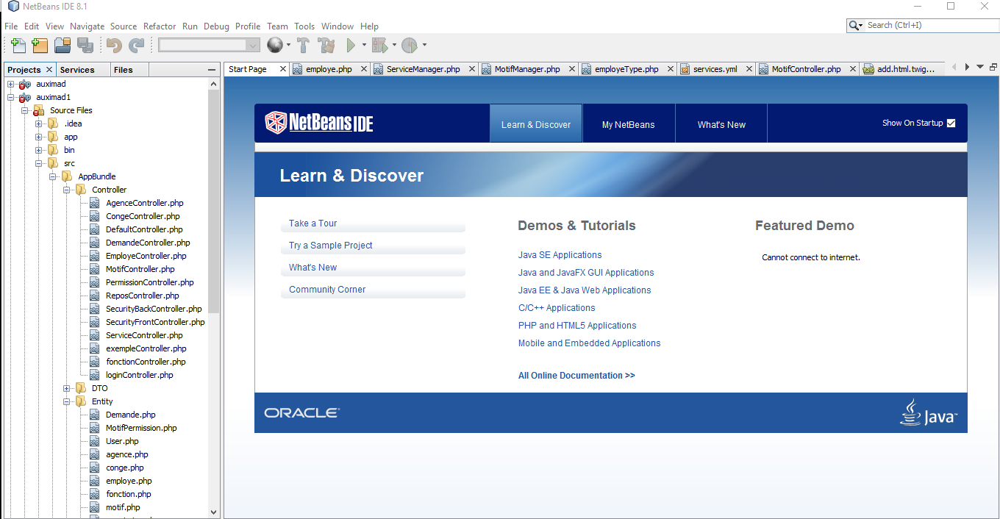 NetBeans IDE 8.1
File Edit View Navigate Source Refactor Run Debug Profile Team Tools Window Help
Search (Ctrl+I)
Projects Services Files
Start Page employe.php ServiceManager.php MotifManager.php employeType.php services.yml MotifController.php add.html.twig...
auximad
auximad1
Source Files
.idea
app
bin
src
AppBundle
Controller
AgenceController.php
CongeController.php
DefaultController.php
DemandeController.php
EmployeController.php
MotifController.php
PermissionController.php
ReposController.php
SecurityBackController.php
SecurityFrontController.php
ServiceController.php
exempleController.php
fonctionController.php
loginController.php
DTO
Entity
Demande.php
MotifPermission.php
User.php
agence.php
conge.php
employe.php
fonction.php
motif.php
NetBeans IDE
Learn & Discover
My NetBeans
What's New
Show On Startup
Learn & Discover
Take a Tour
Try a Sample Project
What's New
Community Corner
Demos & Tutorials
Java SE Applications
Java and JavaFX GUI Applications
Java EE & Java Web Applications
C/C++ Applications
PHP and HTML5 Applications
Mobile and Embedded Applications
All Online Documentation >>
Featured Demo
Cannot connect to internet.
ORACLE
Java